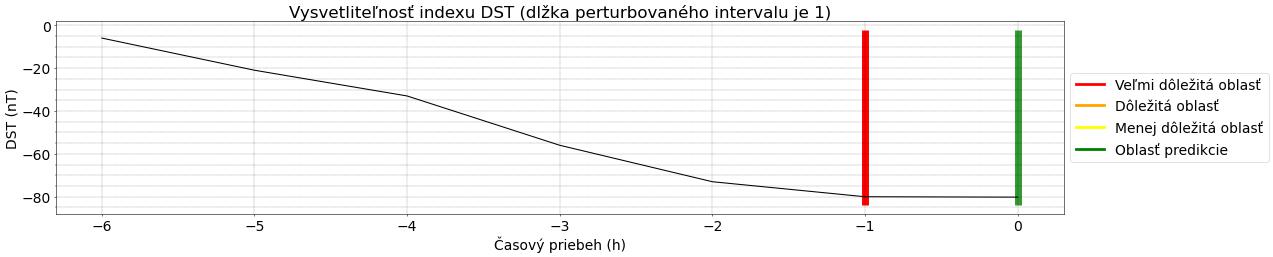 Vysvetliteľnosť indexu DST (dĺžka perturbovaného intervalu je 1)
DST (nT)
0
−20
−40
−60
−80
−6 −5 −4 −3 −2 −1 0
Časový priebeh (h)
Veľmi dôležitá oblasť
Dôležitá oblasť
Menej dôležitá oblasť
Oblasť predikcie